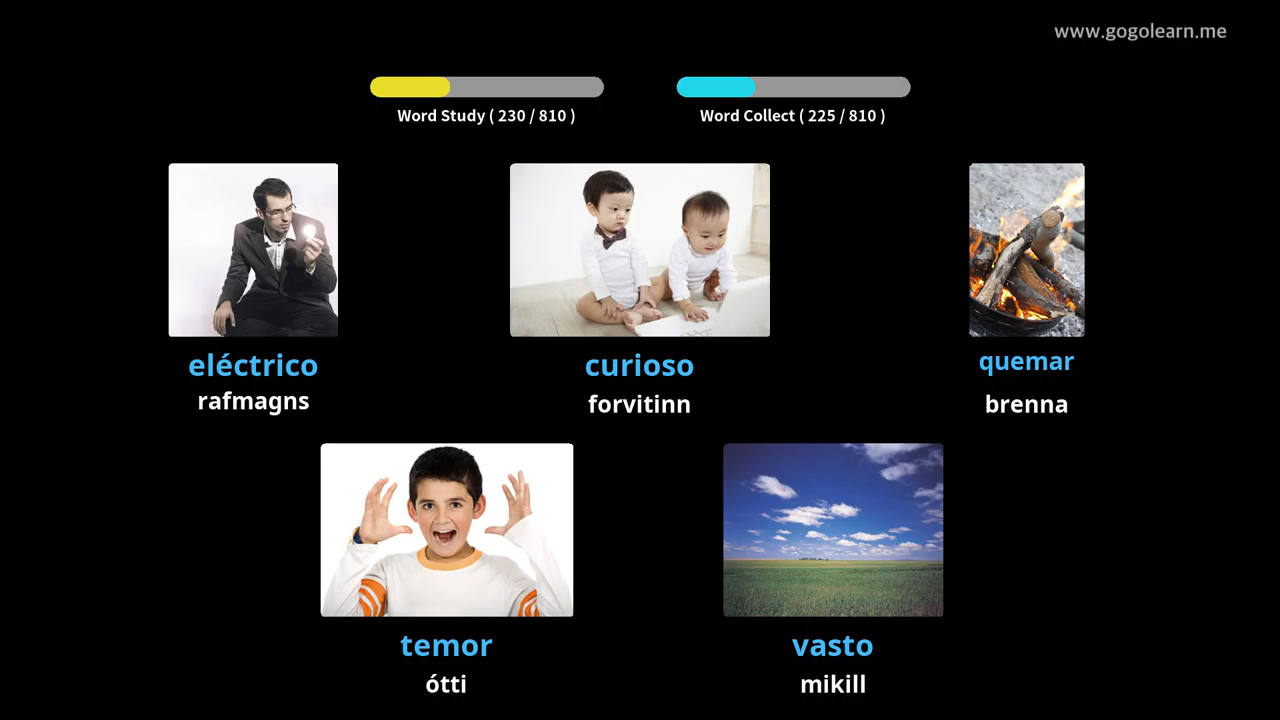 www.gogolearn.me
Word Study ( 230 / 810 )
Word Collect ( 225 / 810 )
eléctrico
rafmagns
curioso
forvitinn
quemar
brenna
temor
ótti
vasto
mikill